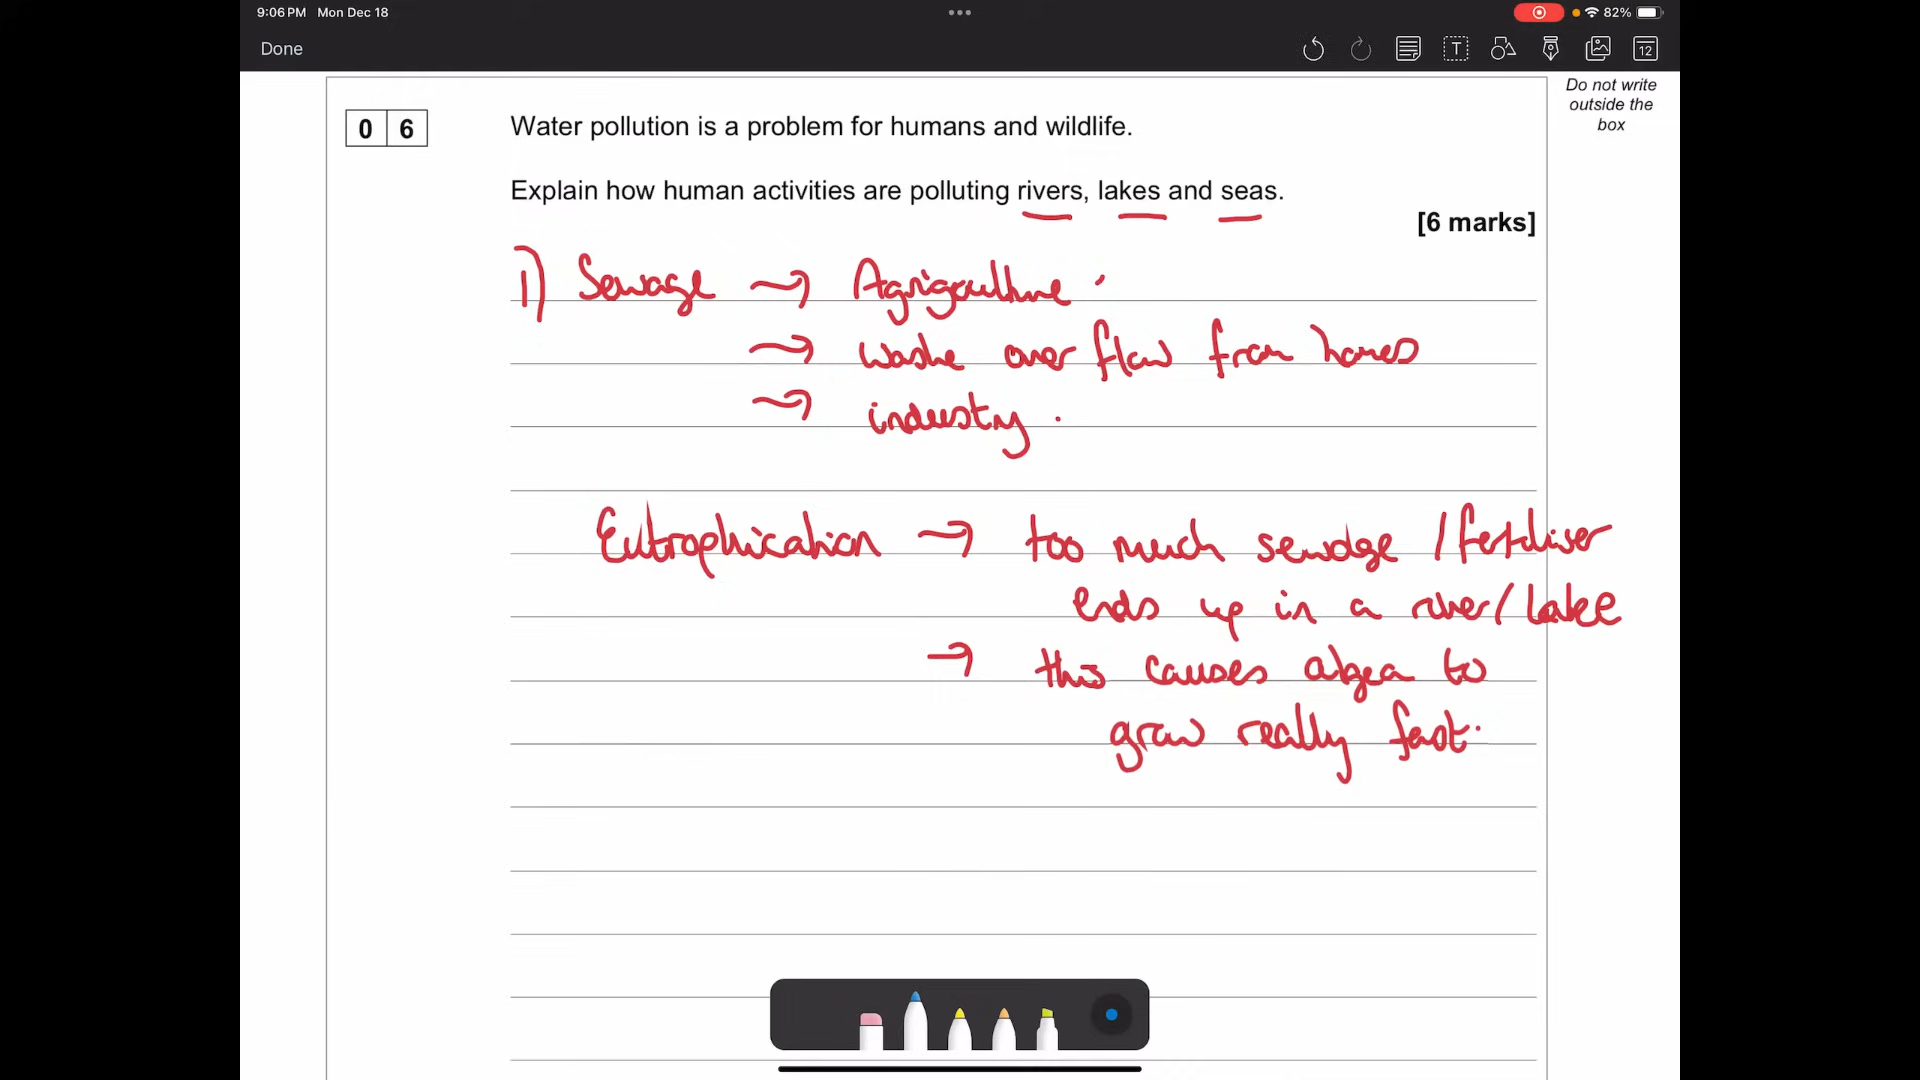 9:06 PM Mon Dec 18
82%
Done
T
12
Do not write
outside the
box
0 6
Water pollution is a problem for humans and wildlife.
Explain how human activities are polluting rivers, lakes and seas.
[6 marks]
1) Sewage → Agrigoulture.
→ waste over flow from homes
→ industry.
Eutrophication → too much sewdge / fertiliser
ends up in a river/lake
→ this causes algea to
grow really fast.